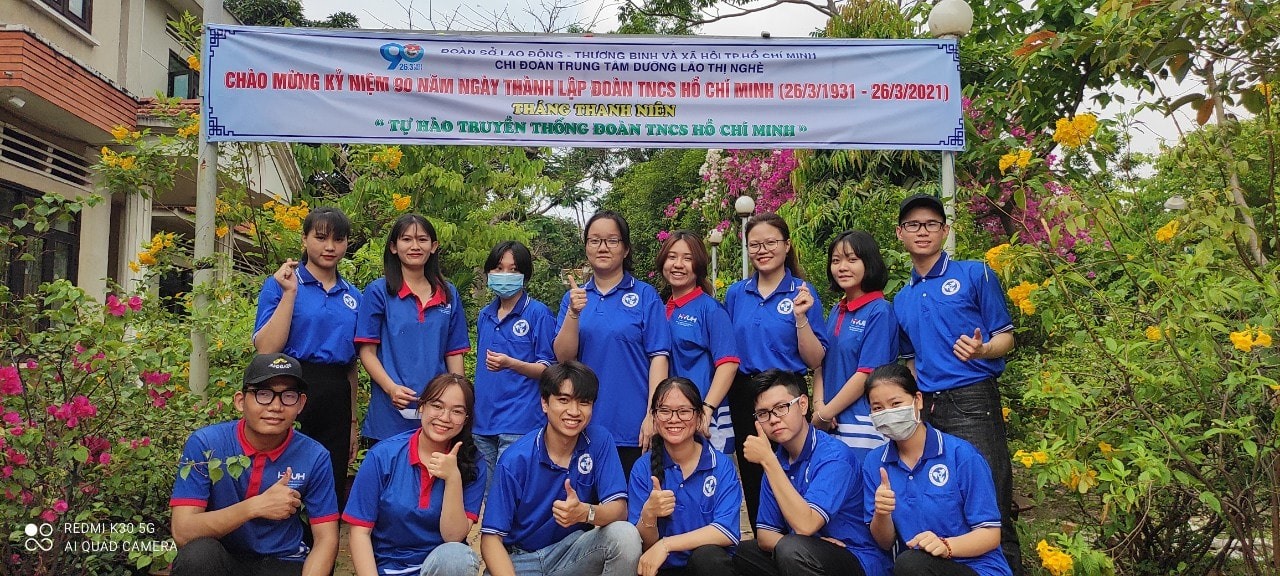 90
26.3
ĐOÀN SỞ LAO ĐỘNG - THƯƠNG BINH VÀ XÃ HỘI TP.HỒ CHÍ MINH
CHI ĐOÀN TRUNG TÂM DƯỠNG LÃO THỊ NGHÈ
CHÀO MỪNG KỶ NIỆM 90 NĂM NGÀY THÀNH LẬP ĐOÀN TNCS HỒ CHÍ MINH (26/3/1931 - 26/3/2021)
THÁNG THANH NIÊN
“ TỰ HÀO TRUYỀN THỐNG ĐOÀN TNCS HỒ CHÍ MINH ”
REDMI K30 5G
AI QUAD CAMERA